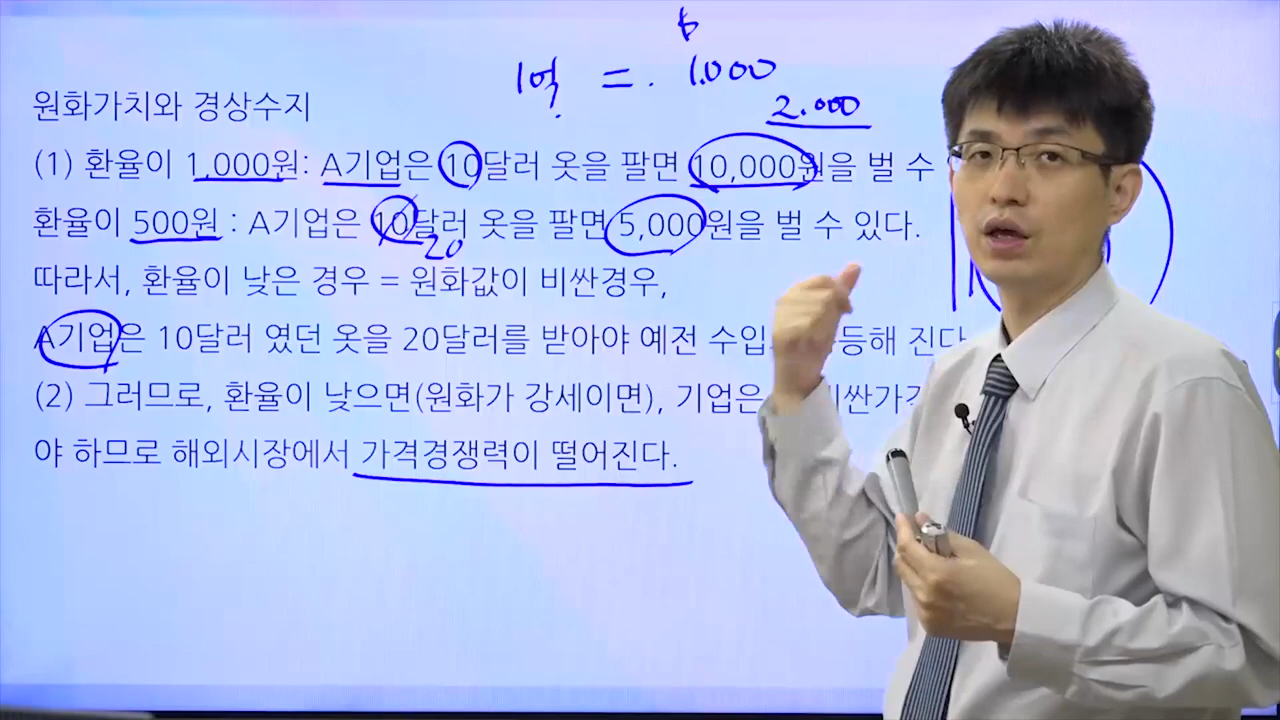 $
1억 = 1.000
2.000
원화가치와 경상수지
(1) 환율이 1,000원: A기업은 10달러 옷을 팔면 10,000원을 벌 수
환율이 500원 : A기업은 10달러 옷을 팔면 5,000원을 벌 수 있다.
20
따라서, 환율이 낮은 경우 = 원화값이 비싼경우,
A기업은 10달러 였던 옷을 20달러를 받아야 예전 수입 등해 진다
(2) 그러므로, 환율이 낮으면(원화가 강세이면), 기업은
야 하므로 해외시장에서 가격경쟁력이 떨어진다.